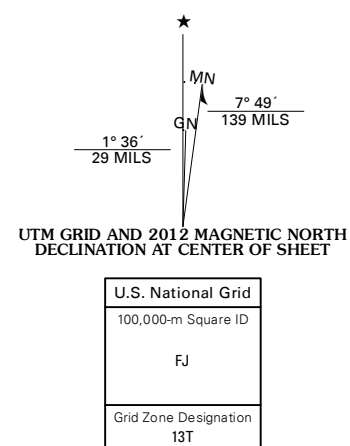 ★
MN
7° 49´
139 MILS
GN
1° 36´
29 MILS
UTM GRID AND 2012 MAGNETIC NORTH
DECLINATION AT CENTER OF SHEET
U.S. National Grid
100,000-m Square ID
FJ
Grid Zone Designation
13T